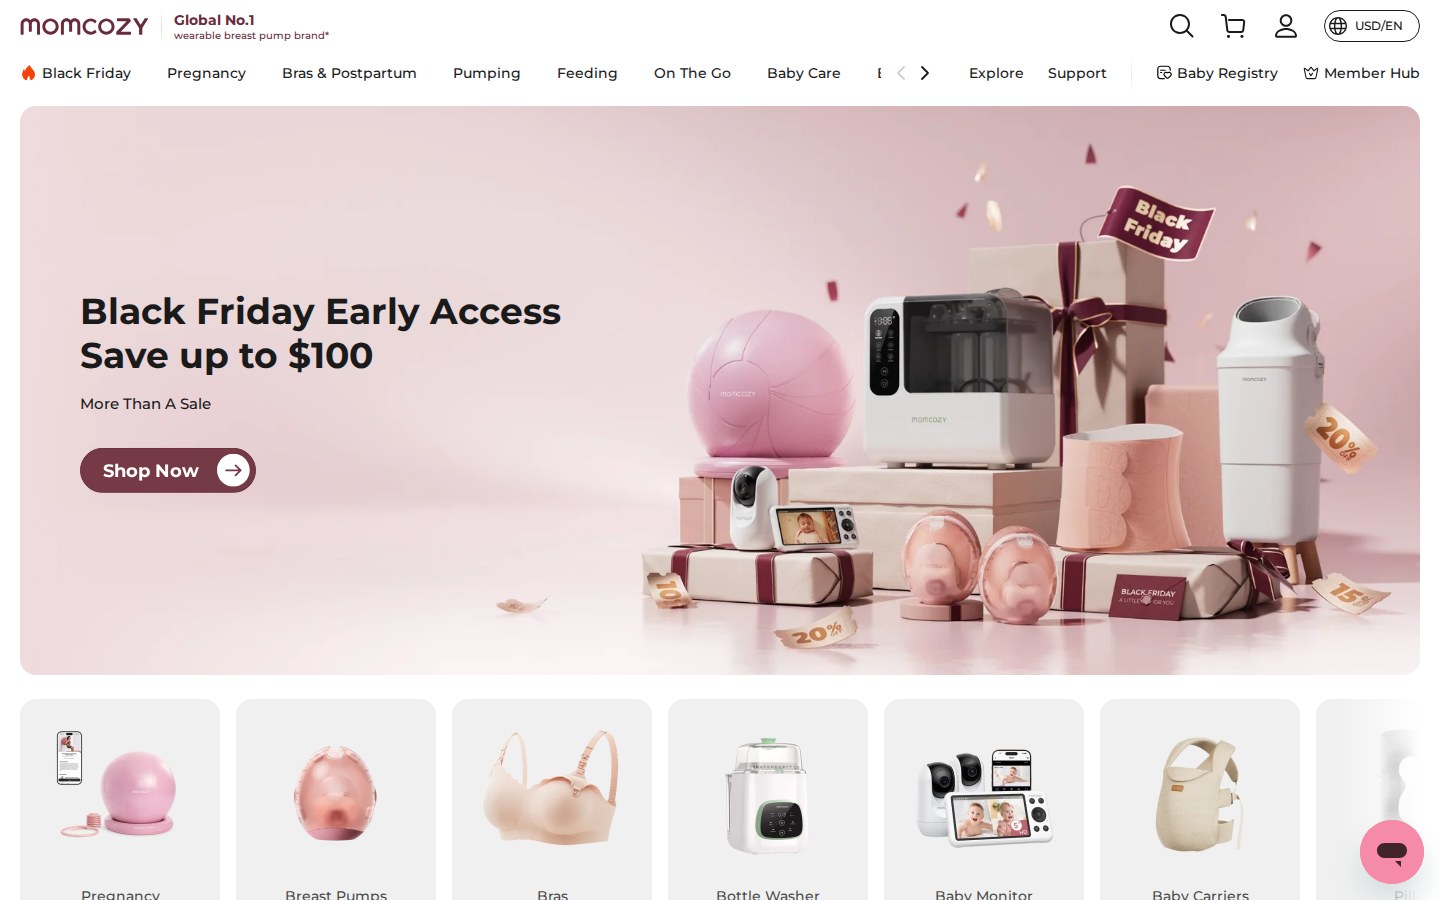 momcozy
Global No.1
wearable breast pump brand*
USD/EN
Black Friday
Pregnancy
Bras & Postpartum
Pumping
Feeding
On The Go
Baby Care
Explore
Support
Baby Registry
Member Hub
Black Friday Early Access
Save up to $100
More Than A Sale
Shop Now
Black
Friday
momcozy
momcozy
momcozy
20%
10
20%
15%
BLACK FRIDAY
Pregnancy
Breast Pumps
Bras
Bottle Washer
Baby Monitor
Baby Carriers